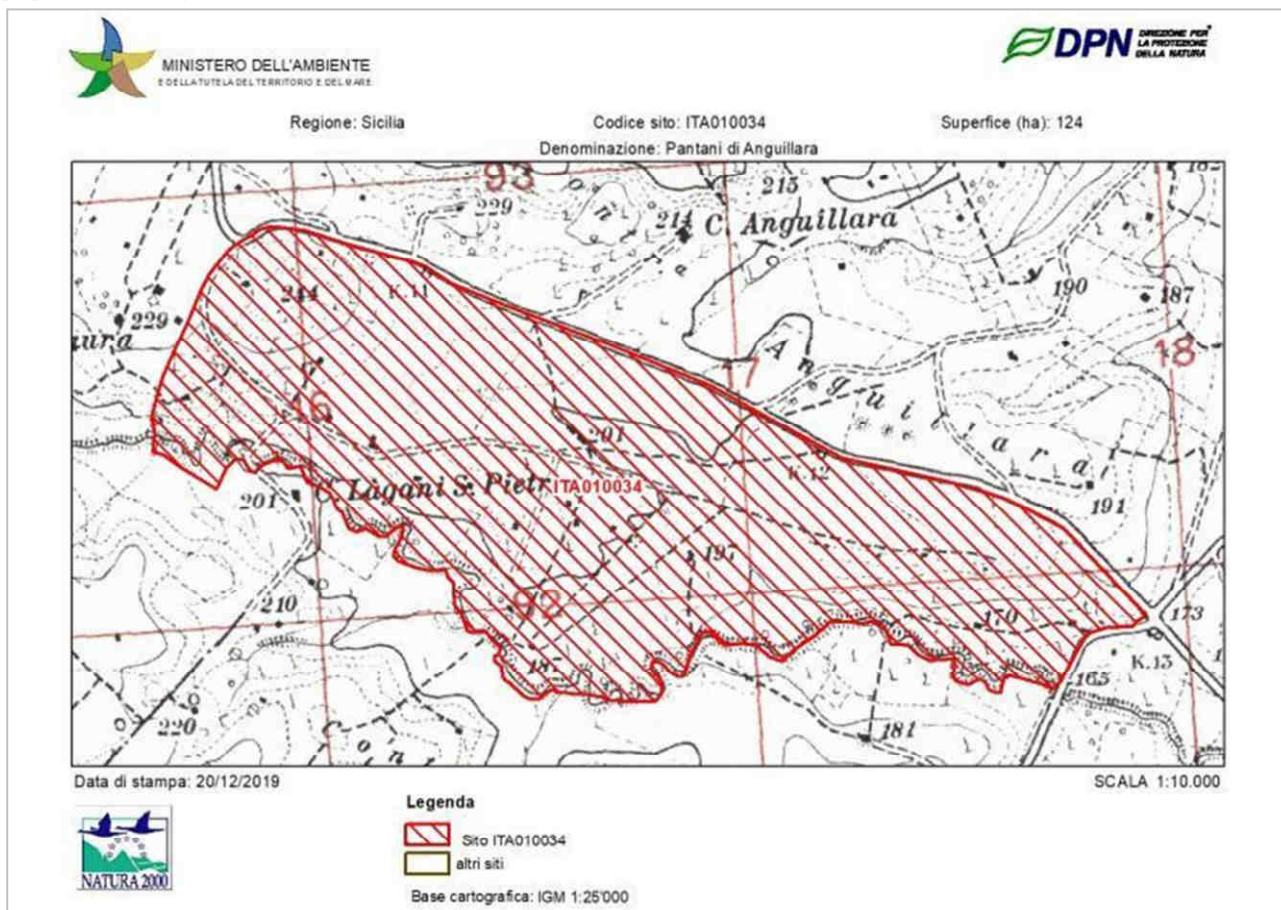 MINISTERO DELL'AMBIENTE
E DELLA TUTELA DEL TERRITORIO E DEL MARE
DPN DIREZIONE PER
LA PROTEZIONE
DELLA NATURA
Regione: Sicilia Codice sito: ITA010034 Superfice (ha): 124
Denominazione: Pantani di Anguillara
93
215
229
214 C. Anguillara
190
187
244
K.11
229
18
7
Anguillara
46
201
K.12
C. Làgani S. Pietr
ITA010034
201
191
197
92
210
170
173
K.13
187
165
220
181
Data di stampa: 20/12/2019 SCALA 1:10.000
Legenda
Sito ITA010034
altri siti
NATURA 2000
Base cartografica: IGM 1:25'000